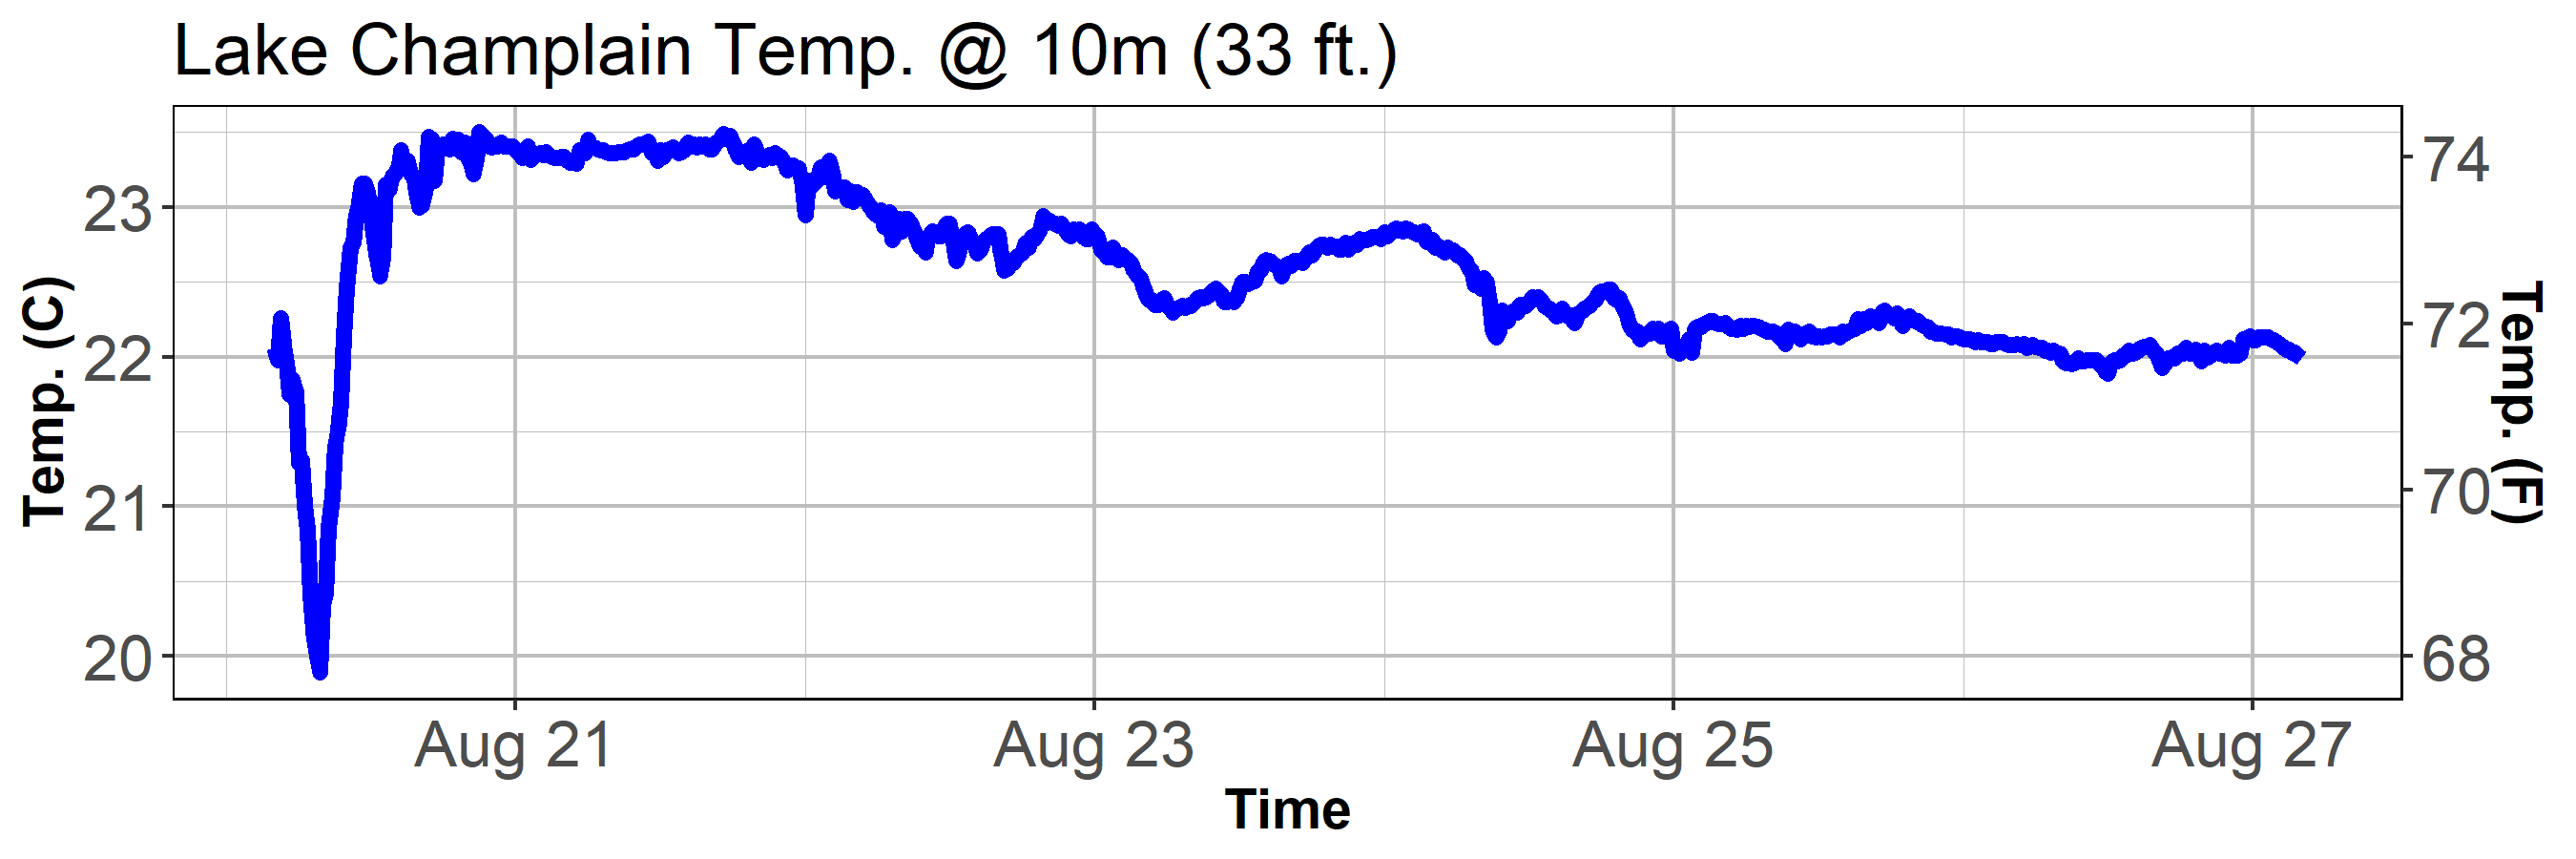 Lake Champlain Temp. @ 10m (33 ft.)
Temp. (C)
23
22
21
20
74
72
70
68
Temp. (F)
Aug 21
Aug 23
Aug 25
Aug 27
Time